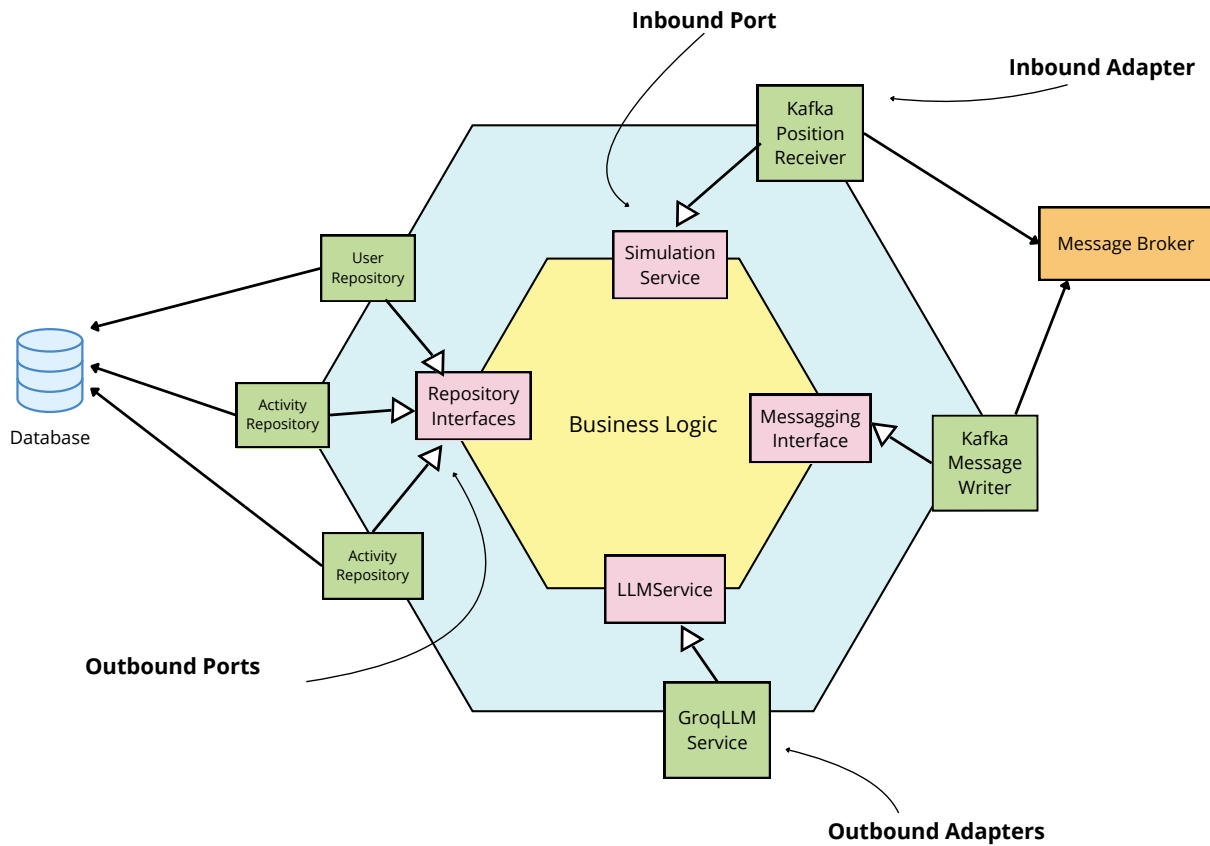 Inbound Port
Inbound Adapter
Kafka
Position
Receiver
Message Broker
User
Repository
Simulation
Service
Database
Activity
Repository
Repository
Interfaces
Business Logic
Messagging
Interface
Kafka
Message
Writer
Activity
Repository
LLMService
Outbound Ports
GroqLLM
Service
Outbound Adapters